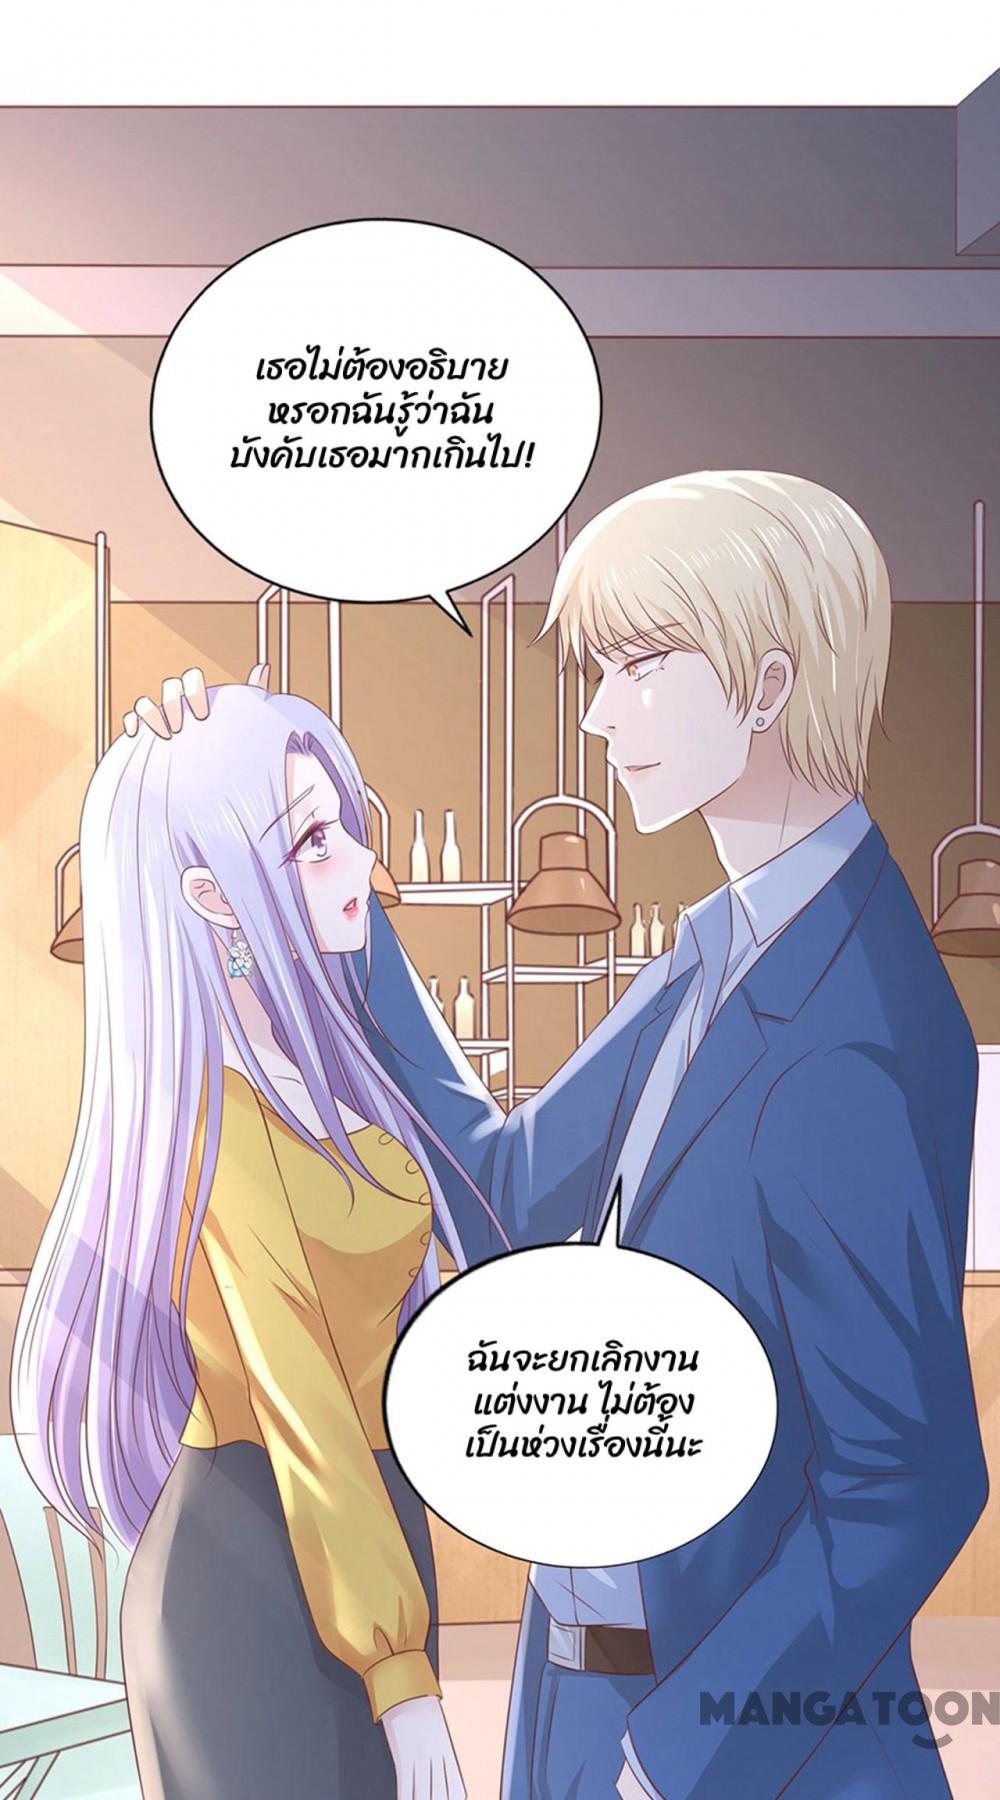 เธอไม่ต้องอธิบาย
หรอกฉันรู้ว่าฉัน
บังคับเธอมากเกินไป!
ฉันจะยกเลิกงาน
แต่งงาน ไม่ต้อง
เป็นห่วงเรื่องนี้นะ
MANGATOON